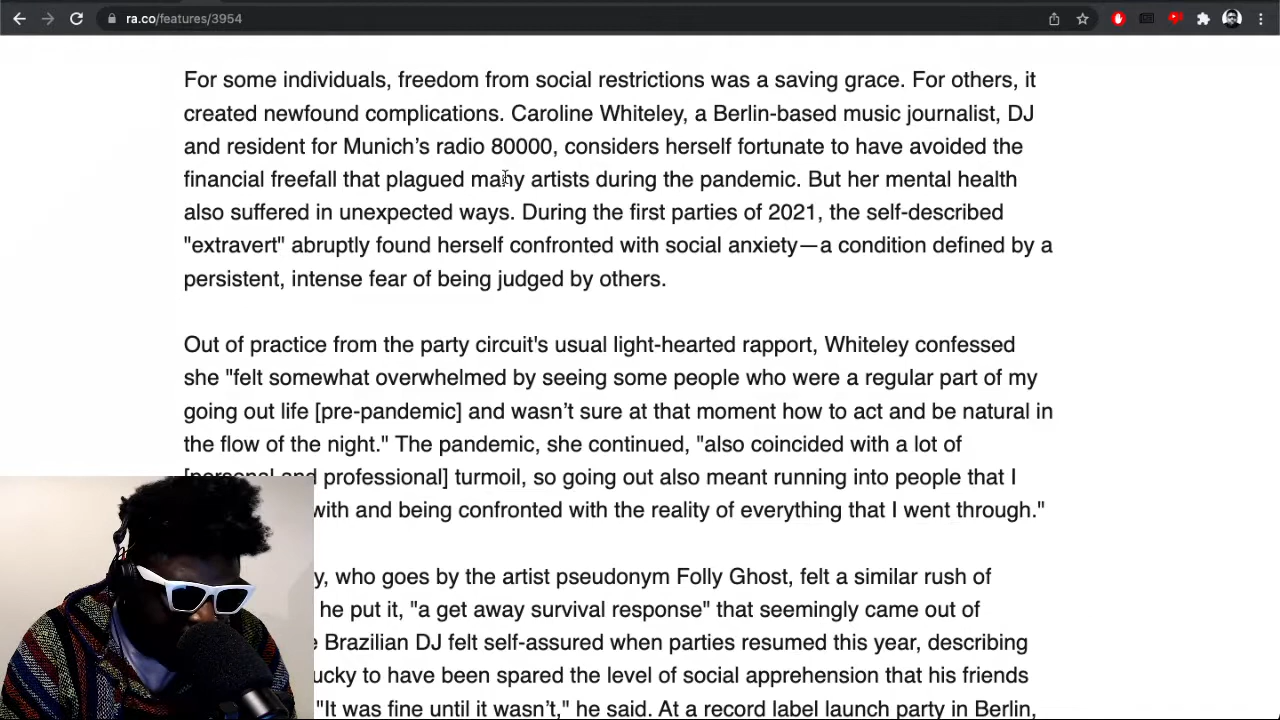 ra.co/features/3954
For some individuals, freedom from social restrictions was a saving grace. For others, it
created newfound complications. Caroline Whiteley, a Berlin-based music journalist, DJ
and resident for Munich’s radio 80000, considers herself fortunate to have avoided the
financial freefall that plagued many artists during the pandemic. But her mental health
also suffered in unexpected ways. During the first parties of 2021, the self-described
"extravert" abruptly found herself confronted with social anxiety—a condition defined by a
persistent, intense fear of being judged by others.
Out of practice from the party circuit's usual light-hearted rapport, Whiteley confessed
she "felt somewhat overwhelmed by seeing some people who were a regular part of my
going out life [pre-pandemic] and wasn’t sure at that moment how to act and be natural in
the flow of the night." The pandemic, she continued, "also coincided with a lot of
[personal and professional] turmoil, so going out also meant running into people that I
with and being confronted with the reality of everything that I went through."
who goes by the artist pseudonym Folly Ghost, felt a similar rush of
he put it, "a get away survival response" that seemingly came out of
Brazilian DJ felt self-assured when parties resumed this year, describing
to have been spared the level of social apprehension that his friends
"It was fine until it wasn’t," he said. At a record label launch party in Berlin,